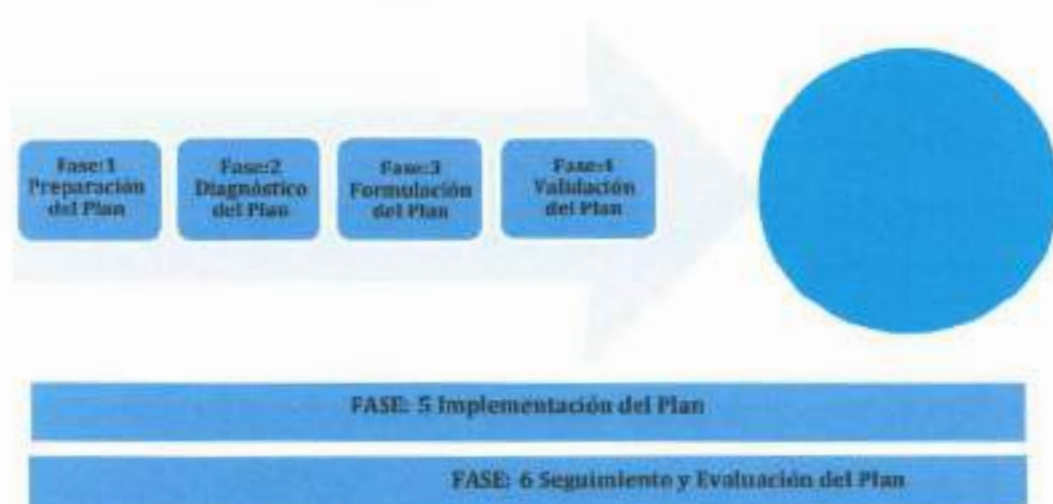 Fase:1
Preparación
del Plan
Fase:2
Diagnóstico
del Plan
Fase:3
Formulación
del Plan
Fase:4
Validación
del Plan
FASE: 5 Implementación del Plan
FASE: 6 Seguimiento y Evaluación del Plan